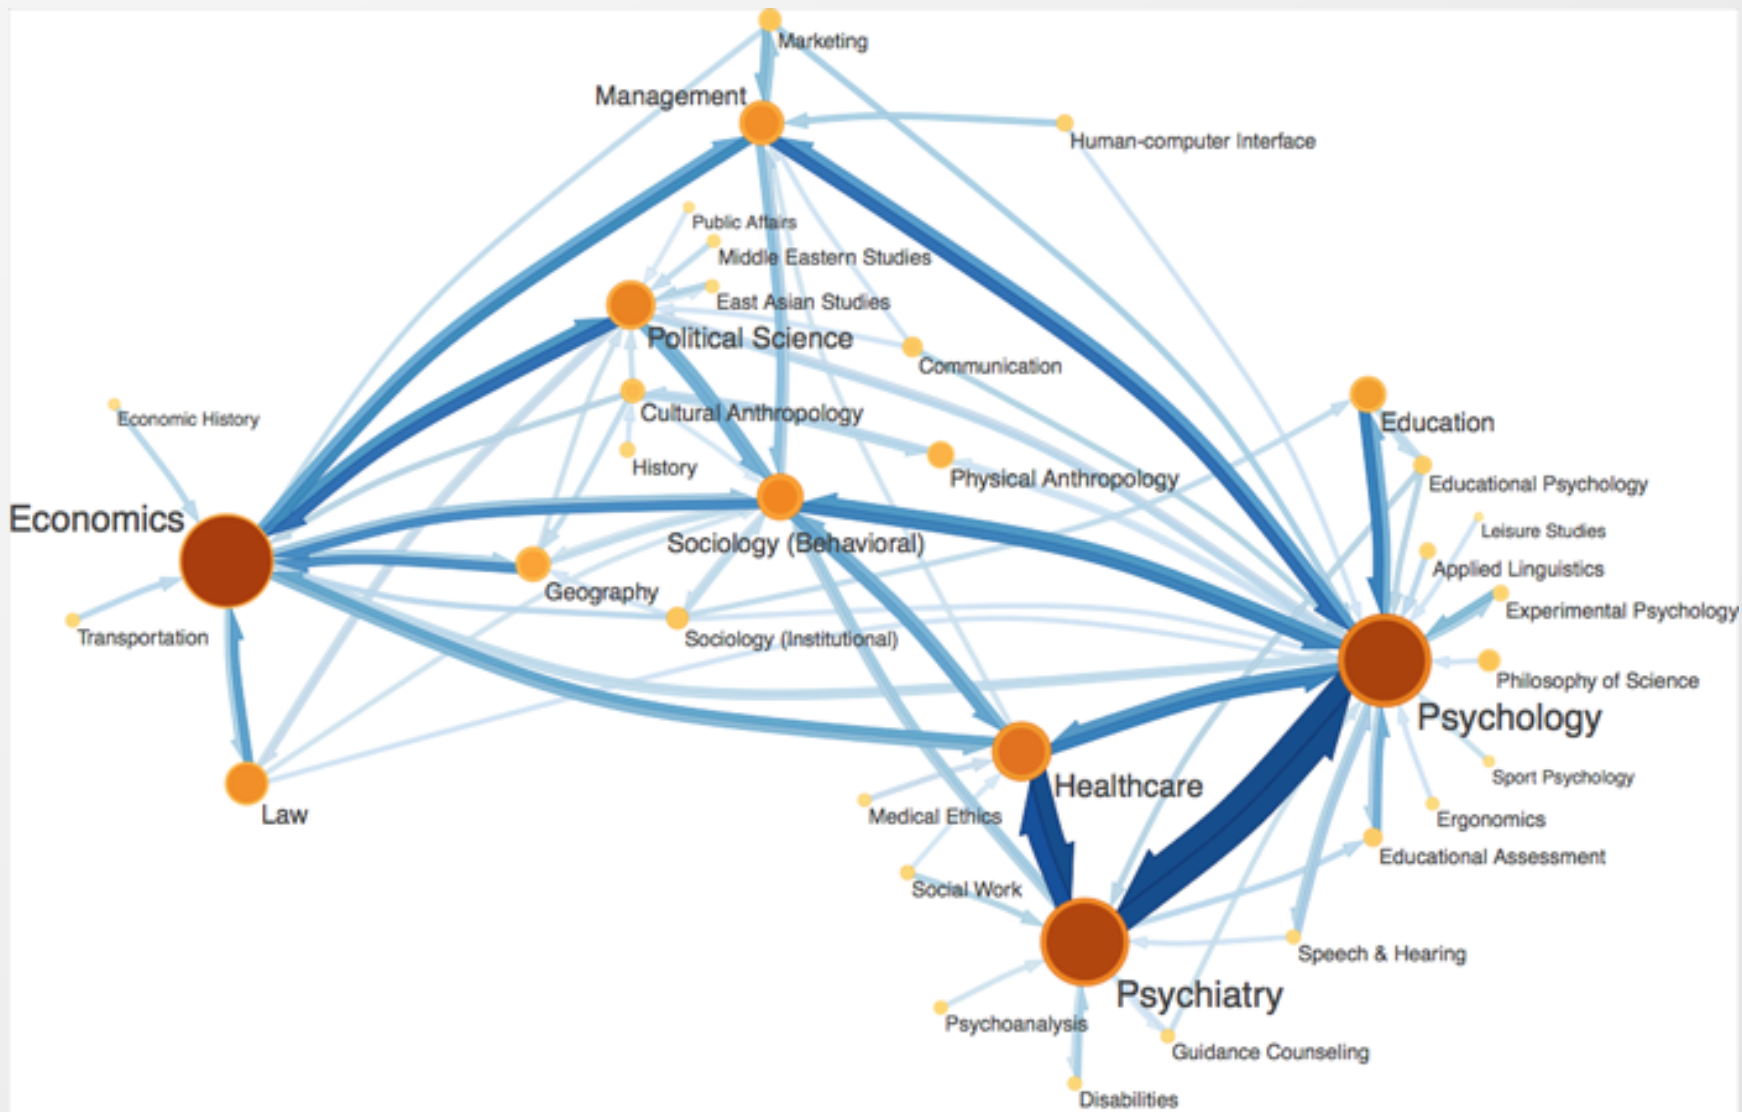 Marketing
Management
Human-computer Interface
Public Affairs
Middle Eastern Studies
East Asian Studies
Political Science
Communication
Economic History
Cultural Anthropology
Education
History
Physical Anthropology
Educational Psychology
Economics
Leisure Studies
Sociology (Behavioral)
Applied Linguistics
Geography
Experimental Psychology
Transportation
Sociology (Institutional)
Philosophy of Science
Psychology
Sport Psychology
Healthcare
Law
Medical Ethics
Ergonomics
Educational Assessment
Social Work
Speech & Hearing
Psychiatry
Psychoanalysis
Guidance Counseling
Disabilities